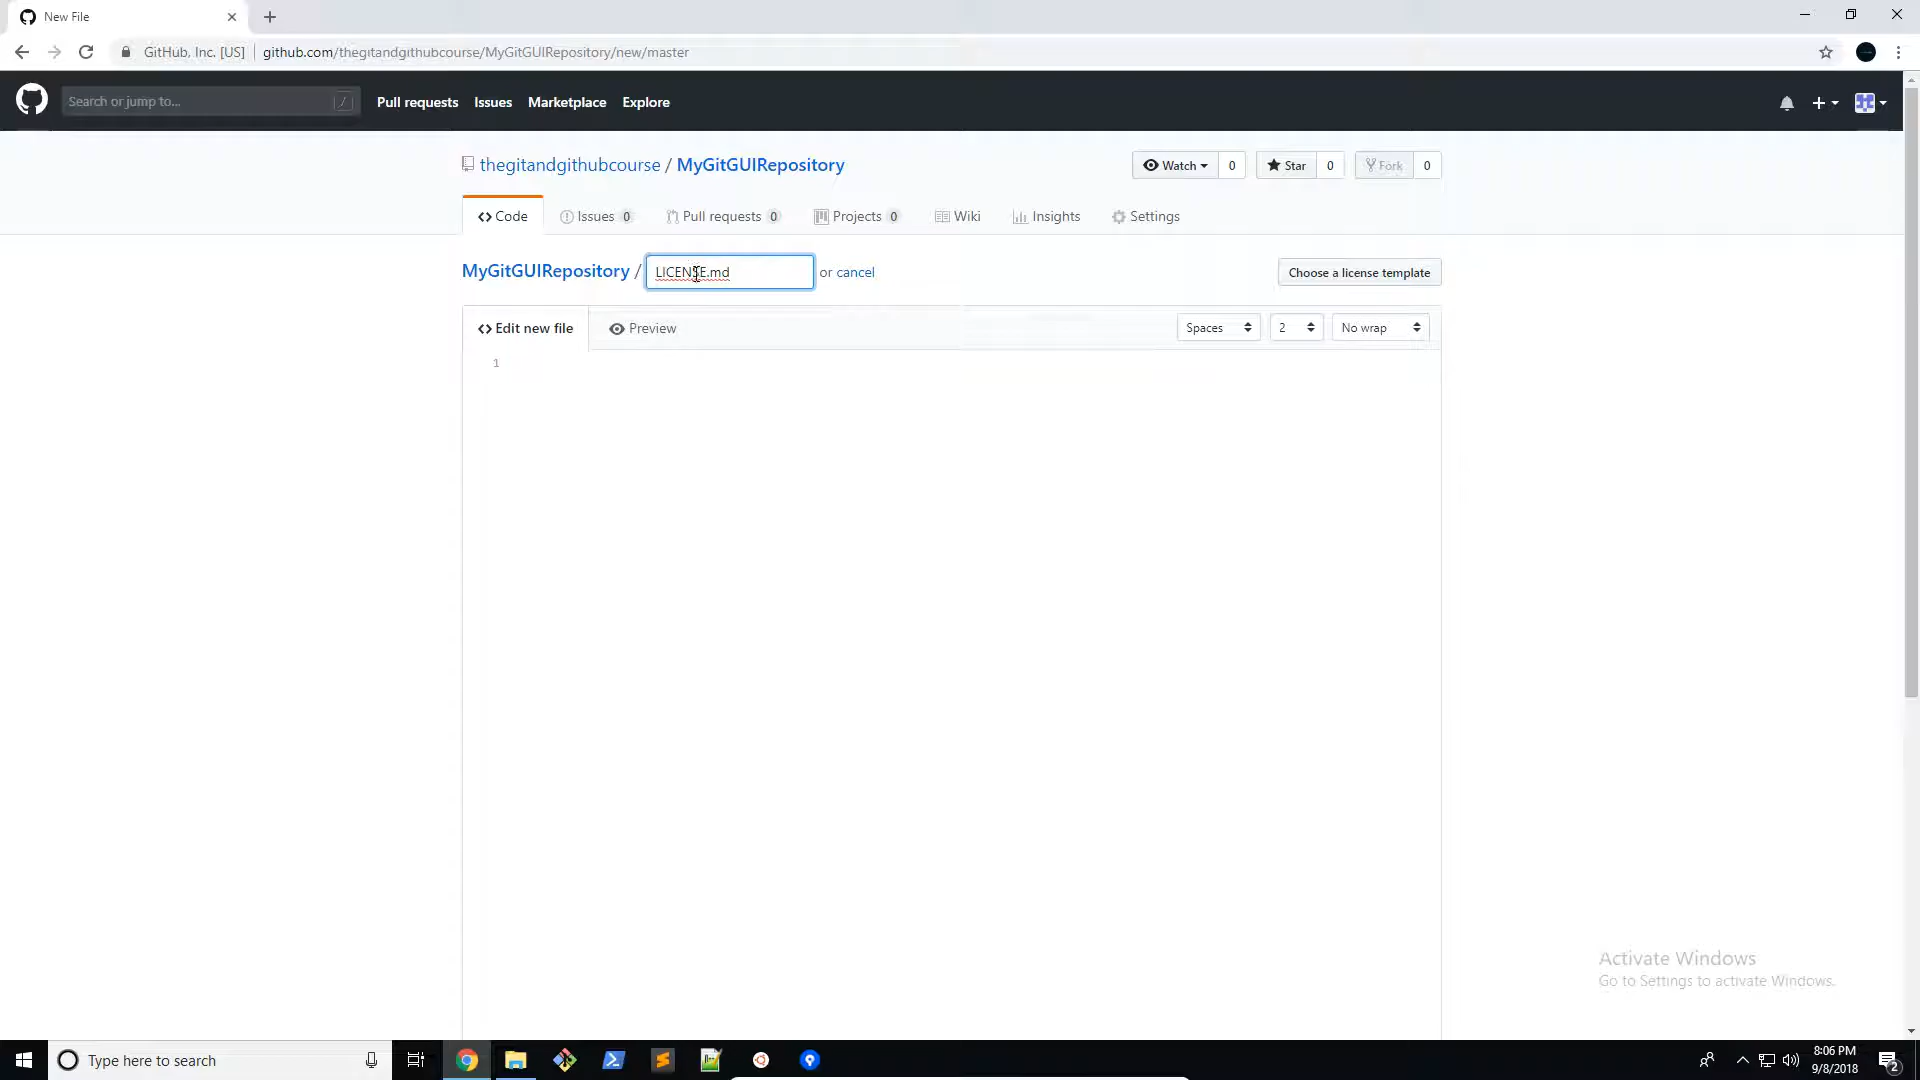 New File
GitHub, Inc. [US] github.com/thegitandgithubcourse/MyGitGUIRepository/new/master
Search or jump to... / Pull requests Issues Marketplace Explore
thegitandgithubcourse / MyGitGUIRepository Watch 0 Star 0 Fork 0
Code Issues 0 Pull requests 0 Projects 0 Wiki Insights Settings
MyGitGUIRepository / LICENSE.md or cancel Choose a license template
Edit new file Preview Spaces 2 No wrap
1
Activate Windows
Go to Settings to activate Windows.
Type here to search
8:06 PM
9/8/2018
2